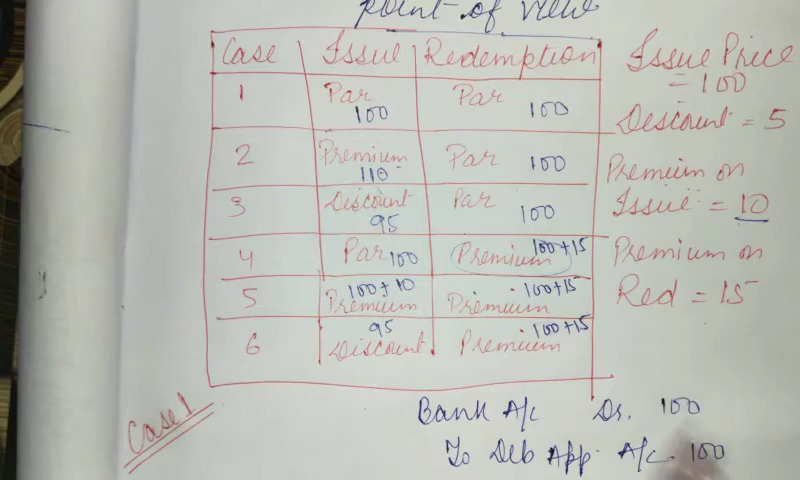 point of view
Case Issue Redemption
1 Par 100 Par 100
2 Premium 110 Par 100
3 Discount 95 Par 100
4 Par 100 Premium 100+15
5 100+10 Premium 100+15 Premium
6 95 Discount 100+15 Premium
Issue Price
= 100
Discount = 5
Premium on
Issue = 10
Premium on
Red = 15
Case 1
Bank A/c Dr. 100
To Deb App. A/c 100